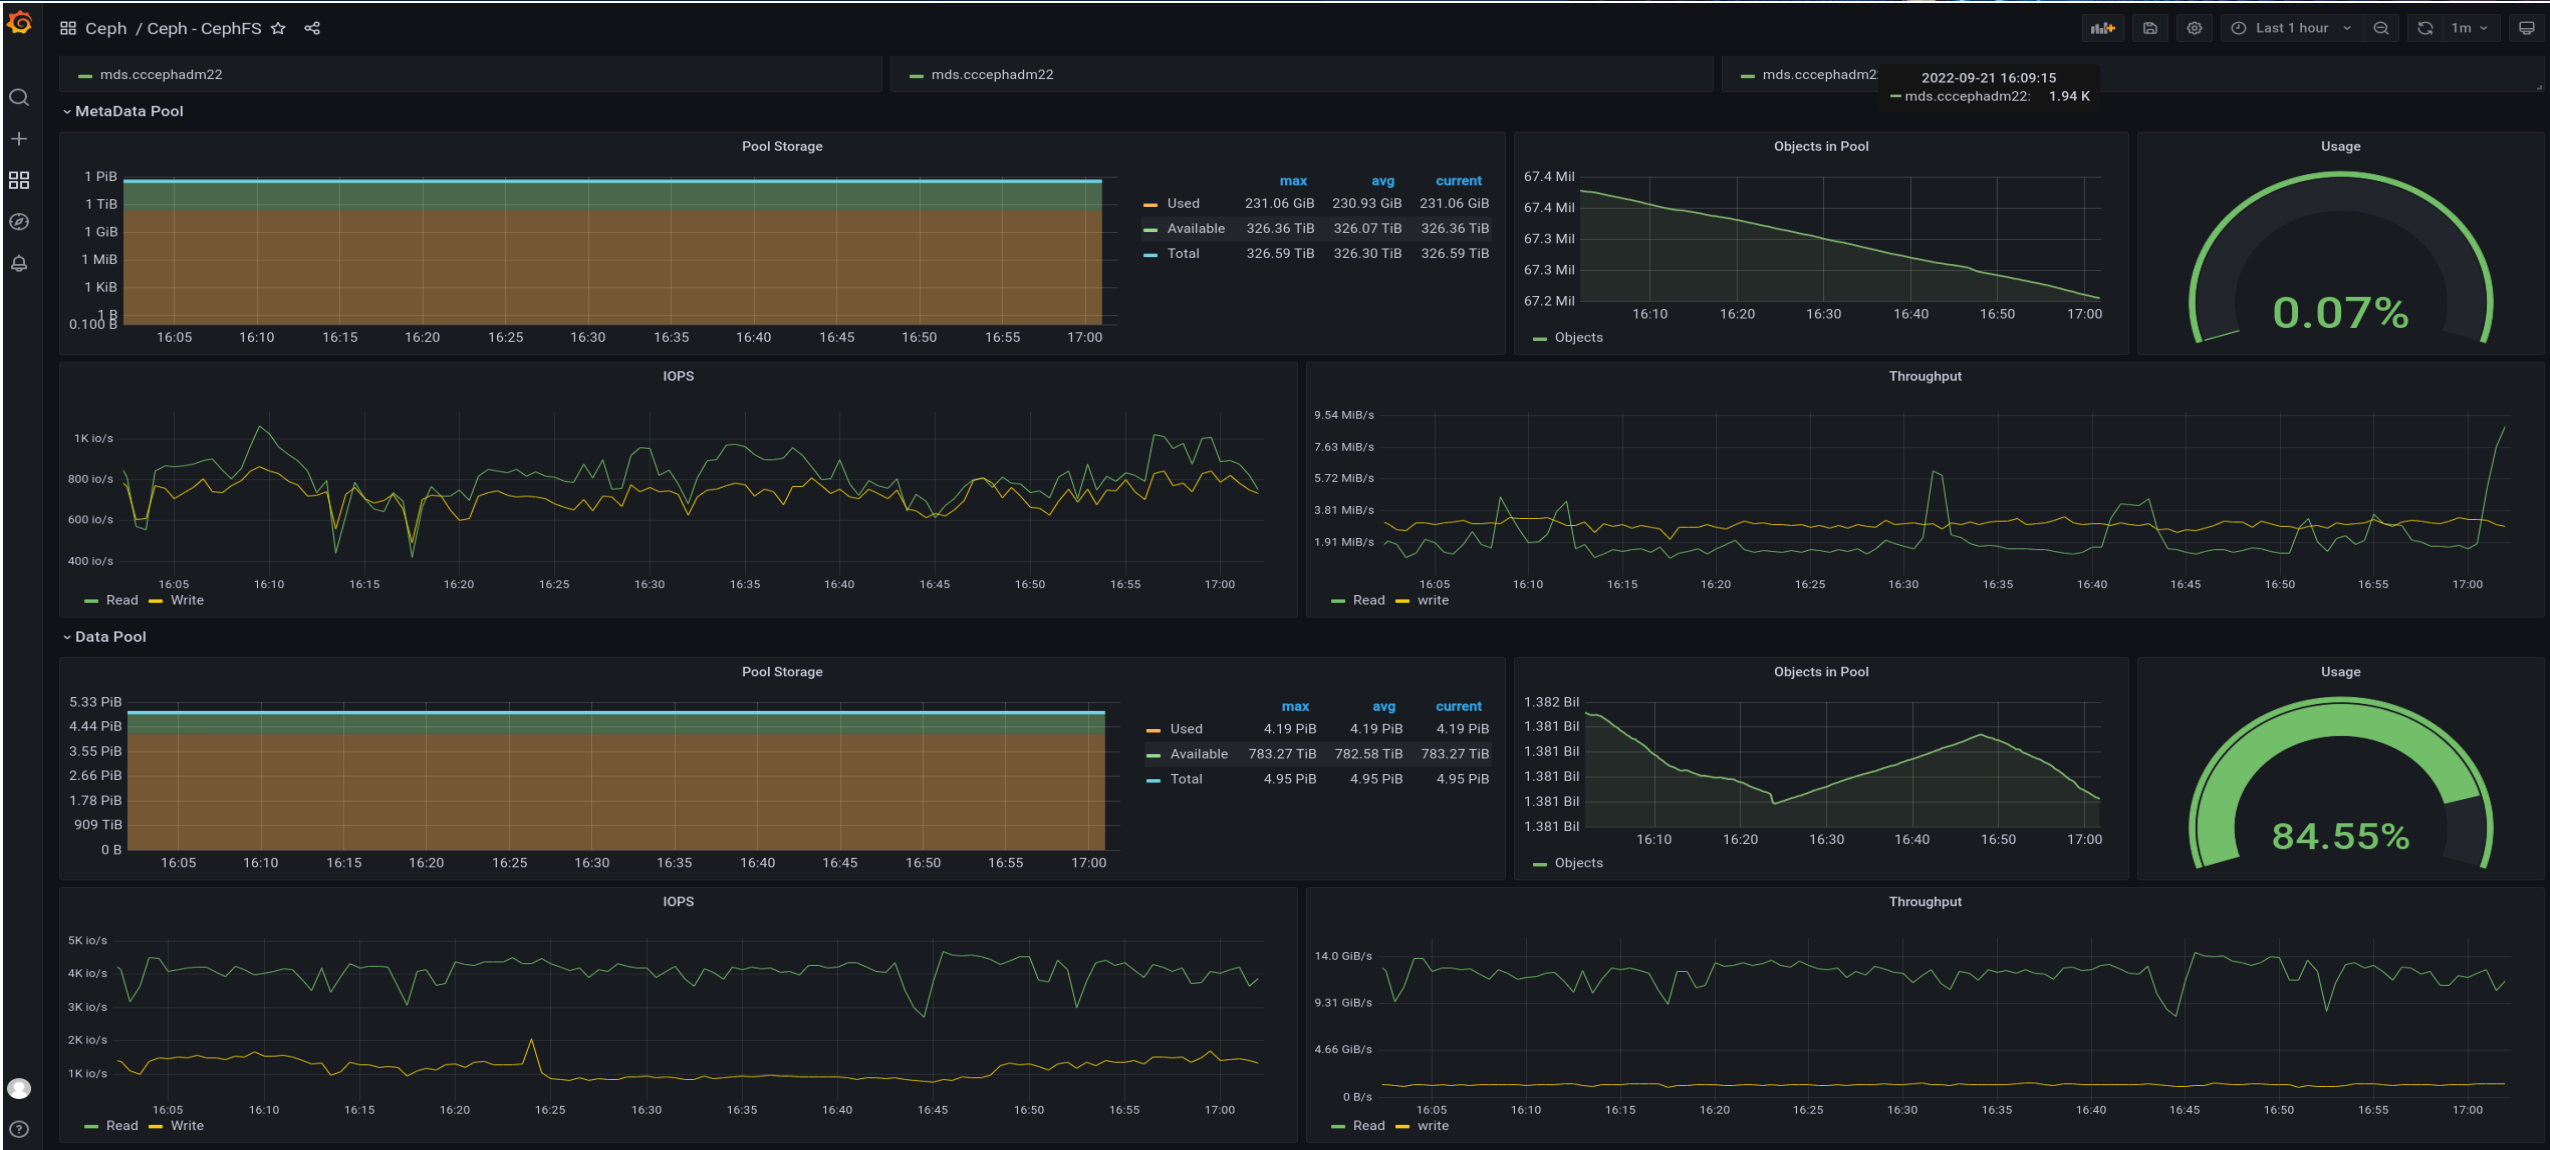 Ceph / Ceph - CephFS
Last 1 hour
1m
mds.cccephadm22
mds.cccephadm22
mds.cccephadm2
2022-09-21 16:09:15
mds.cccephadm22: 1.94 K
MetaData Pool
Pool Storage
1 PiB
1 TiB
1 GiB
1 MiB
1 KiB
1 B
0.100 B
16:05 16:10 16:15 16:20 16:25 16:30 16:35 16:40 16:45 16:50 16:55 17:00
max avg current
Used 231.06 GiB 230.93 GiB 231.06 GiB
Available 326.36 TiB 326.07 TiB 326.36 TiB
Total 326.59 TiB 326.30 TiB 326.59 TiB
Objects in Pool
67.4 Mil
67.4 Mil
67.3 Mil
67.3 Mil
67.2 Mil
16:10 16:20 16:30 16:40 16:50 17:00
Objects
Usage
0.07%
IOPS
1K io/s
800 io/s
600 io/s
400 io/s
16:05 16:10 16:15 16:20 16:25 16:30 16:35 16:40 16:45 16:50 16:55 17:00
Read Write
Throughput
9.54 MiB/s
7.63 MiB/s
5.72 MiB/s
3.81 MiB/s
1.91 MiB/s
16:05 16:10 16:15 16:20 16:25 16:30 16:35 16:40 16:45 16:50 16:55 17:00
Read write
Data Pool
Pool Storage
5.33 PiB
4.44 PiB
3.55 PiB
2.66 PiB
1.78 PiB
909 TiB
0 B
16:05 16:10 16:15 16:20 16:25 16:30 16:35 16:40 16:45 16:50 16:55 17:00
max avg current
Used 4.19 PiB 4.19 PiB 4.19 PiB
Available 783.27 TiB 782.58 TiB 783.27 TiB
Total 4.95 PiB 4.95 PiB 4.95 PiB
Objects in Pool
1.382 Bil
1.381 Bil
1.381 Bil
1.381 Bil
1.381 Bil
1.381 Bil
16:10 16:20 16:30 16:40 16:50 17:00
Objects
Usage
84.55%
IOPS
5K io/s
4K io/s
3K io/s
2K io/s
1K io/s
16:05 16:10 16:15 16:20 16:25 16:30 16:35 16:40 16:45 16:50 16:55 17:00
Read Write
Throughput
14.0 GiB/s
9.31 GiB/s
4.66 GiB/s
0 B/s
16:05 16:10 16:15 16:20 16:25 16:30 16:35 16:40 16:45 16:50 16:55 17:00
Read write